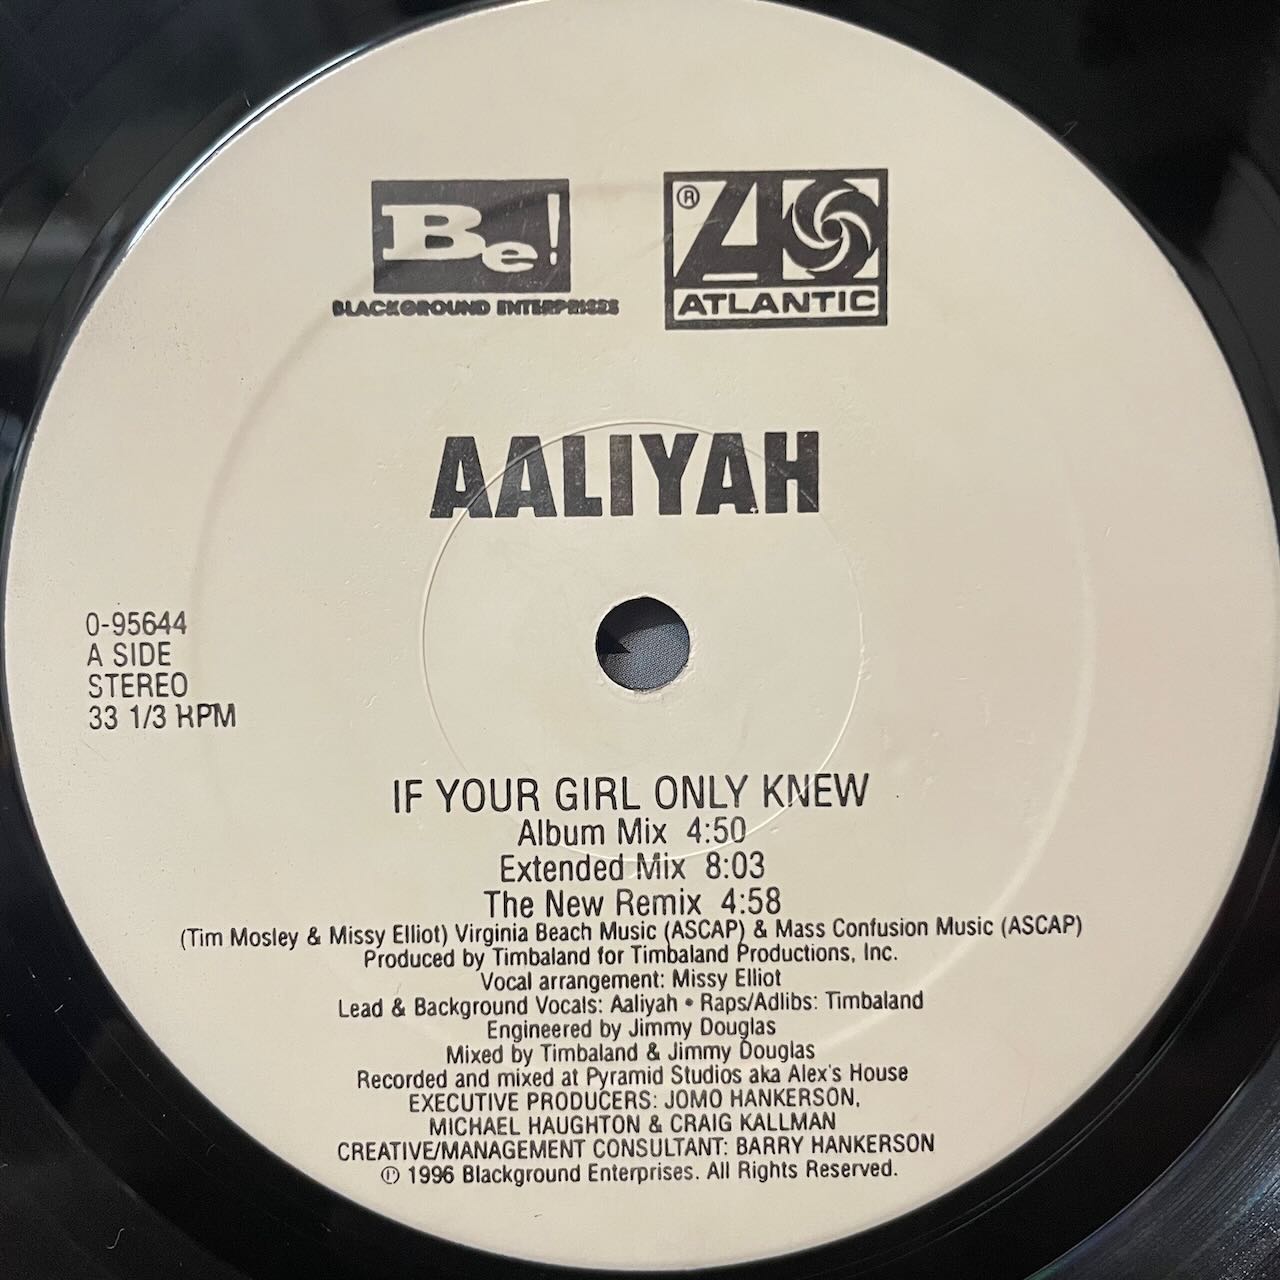 Be!
BLACKGROUND ENTERPRISES
®
ATLANTIC
AALIYAH
0-95644
A SIDE
STEREO
33 1/3 RPM
IF YOUR GIRL ONLY KNEW
Album Mix 4:50
Extended Mix 8:03
The New Remix 4:58
(Tim Mosley & Missy Elliot) Virginia Beach Music (ASCAP) & Mass Confusion Music (ASCAP)
Produced by Timbaland for Timbaland Productions, Inc.
Vocal arrangement: Missy Elliot
Lead & Background Vocals: Aaliyah • Raps/Adlibs: Timbaland
Engineered by Jimmy Douglas
Mixed by Timbaland & Jimmy Douglas
Recorded and mixed at Pyramid Studios aka Alex's House
EXECUTIVE PRODUCERS: JOMO HANKERSON,
MICHAEL HAUGHTON & CRAIG KALLMAN
CREATIVE/MANAGEMENT CONSULTANT: BARRY HANKERSON
℗ 1996 Blackground Enterprises. All Rights Reserved.